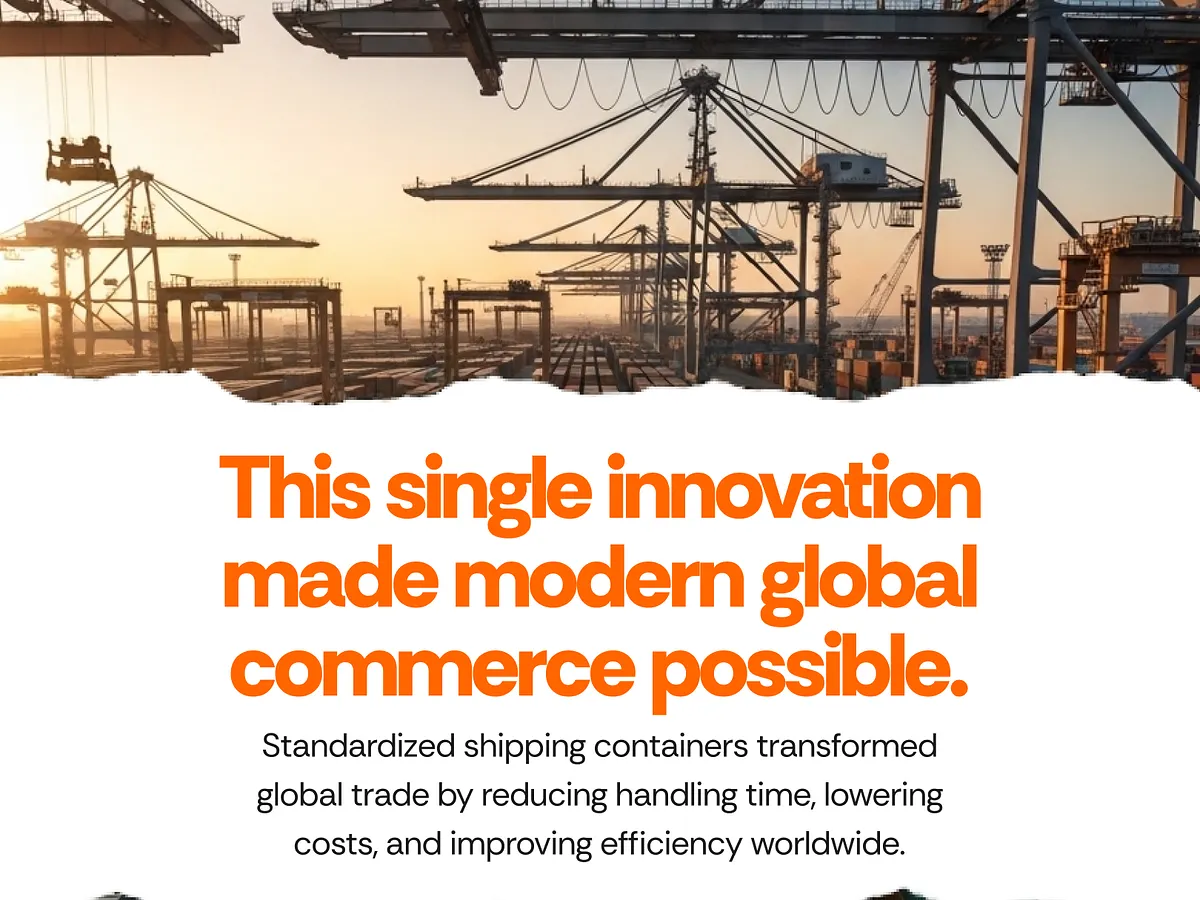 This single innovation
made modern global
commerce possible.
Standardized shipping containers transformed
global trade by reducing handling time, lowering
costs, and improving efficiency worldwide.